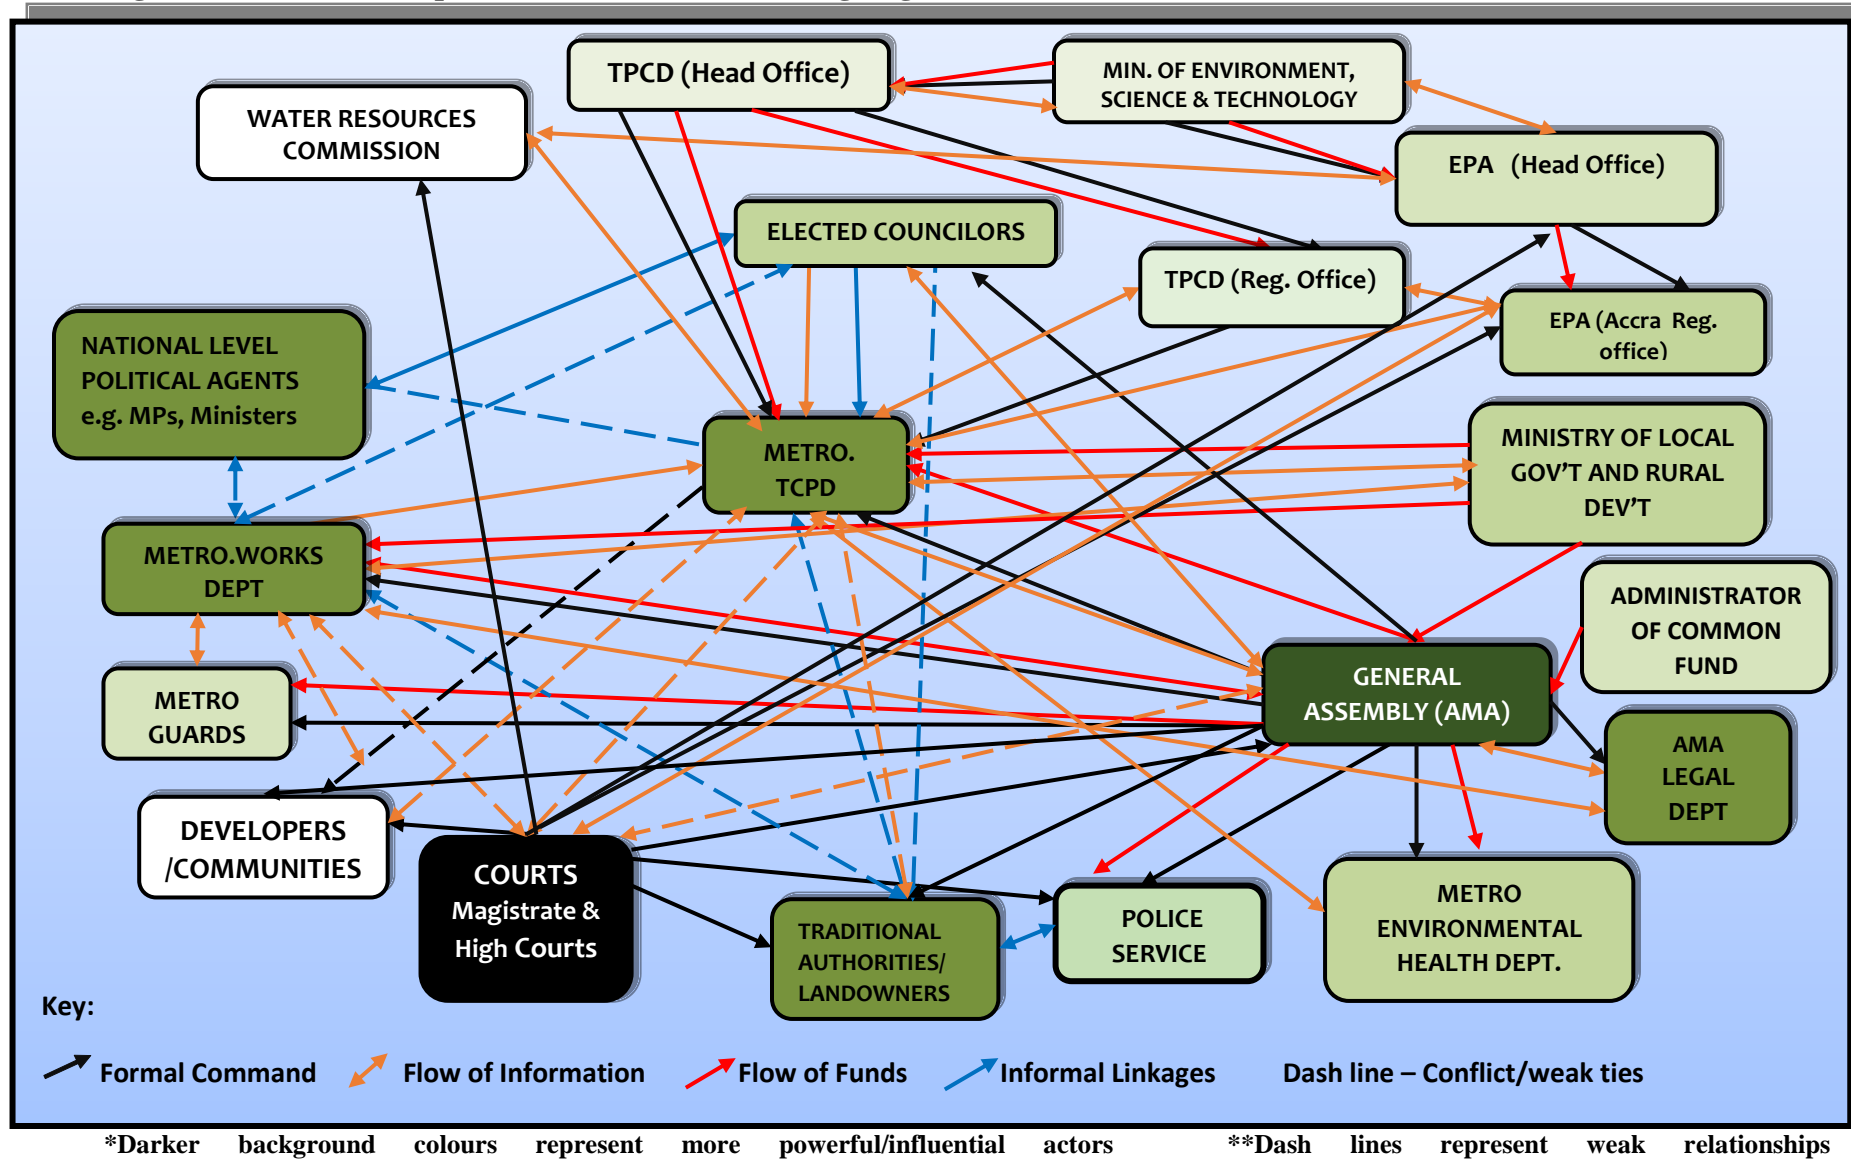 TPCD (Head Office)
MIN. OF ENVIRONMENT,
SCIENCE & TECHNOLOGY
WATER RESOURCES
COMMISSION
EPA (Head Office)
ELECTED COUNCILORS
TPCD (Reg. Office)
EPA (Accra Reg.
office)
NATIONAL LEVEL
POLITICAL AGENTS
e.g. MPs, Ministers
METRO.
TCPD
MINISTRY OF LOCAL
GOV'T AND RURAL
DEV'T
METRO.WORKS
DEPT
ADMINISTRATOR
OF COMMON
FUND
METRO
GUARDS
GENERAL
ASSEMBLY (AMA)
AMA
LEGAL
DEPT
DEVELOPERS
/COMMUNITIES
COURTS
Magistrate &
High Courts
TRADITIONAL
AUTHORITIES/
LANDOWNERS
POLICE
SERVICE
METRO
ENVIRONMENTAL
HEALTH DEPT.
Key:
Formal Command
Flow of Information
Flow of Funds
Informal Linkages
Dash line – Conflict/weak ties
*Darker background colours represent more powerful/influential actors **Dash lines represent weak relationships